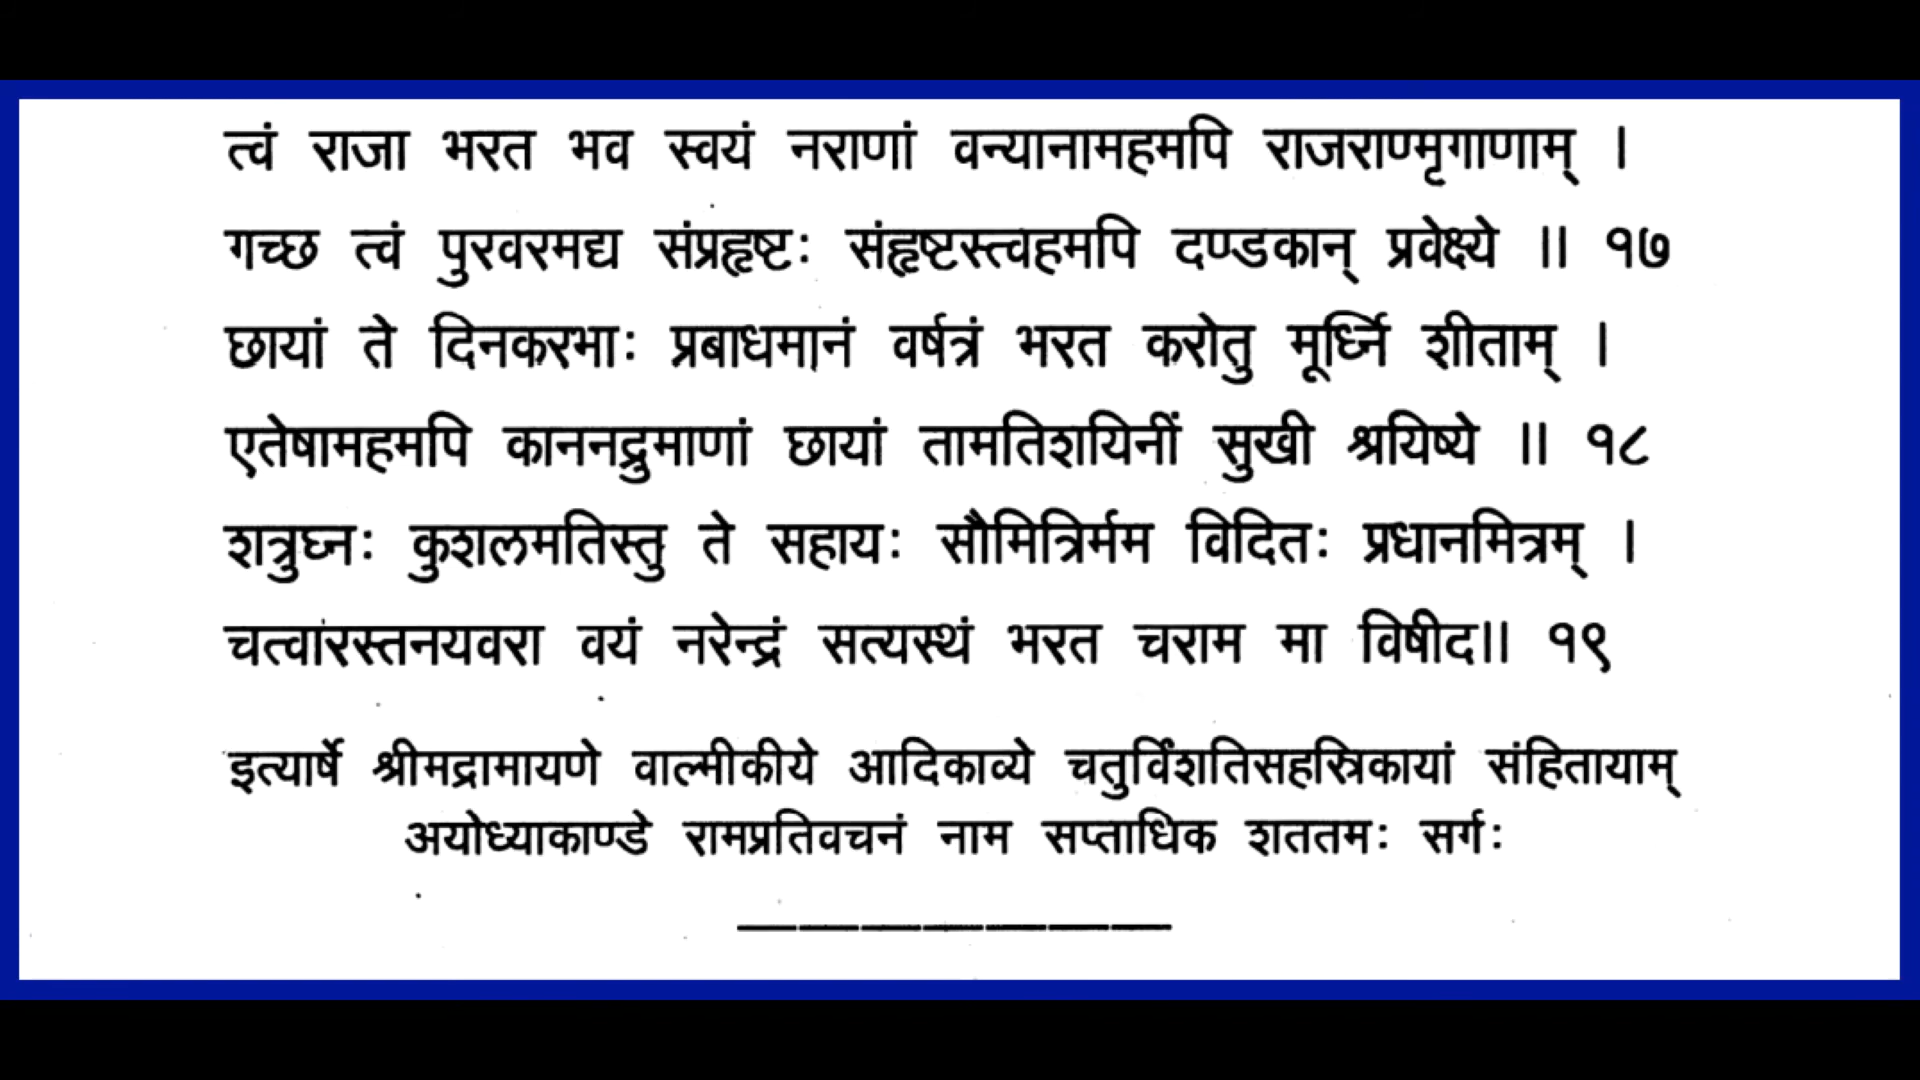 त्वं राजा भरत भव स्वयं नराणां वन्यानामहमपि राजराण्मृगाणाम् ।
गच्छ त्वं पुरवरमद्य संप्रहृष्टः संहृष्टस्त्वहमपि दण्डकान् प्रवेक्ष्ये ॥ १७
छायां ते दिनकरभाः प्रबाधमानं वर्षत्रं भरत करोतु मूर्ध्नि शीताम् ।
एतेषामहमपि काननद्रुमाणां छायां तामतिशयिनीं सुखी श्रयिष्ये ॥ १८
शत्रुघ्नः कुशलमतिस्तु ते सहायः सौमित्रिर्मम विदितः प्रधानमित्रम् ।
चत्वारस्तनयवरा वयं नरेन्द्रं सत्यस्थं भरत चराम मा विषीद॥ १९
इत्यार्षे श्रीमद्रामायणे वाल्मीकीये आदिकाव्ये चतुर्विंशतिसहस्रिकायां संहितायाम्
अयोध्याकाण्डे रामप्रतिवचनं नाम सप्ताधिक शततमः सर्गः